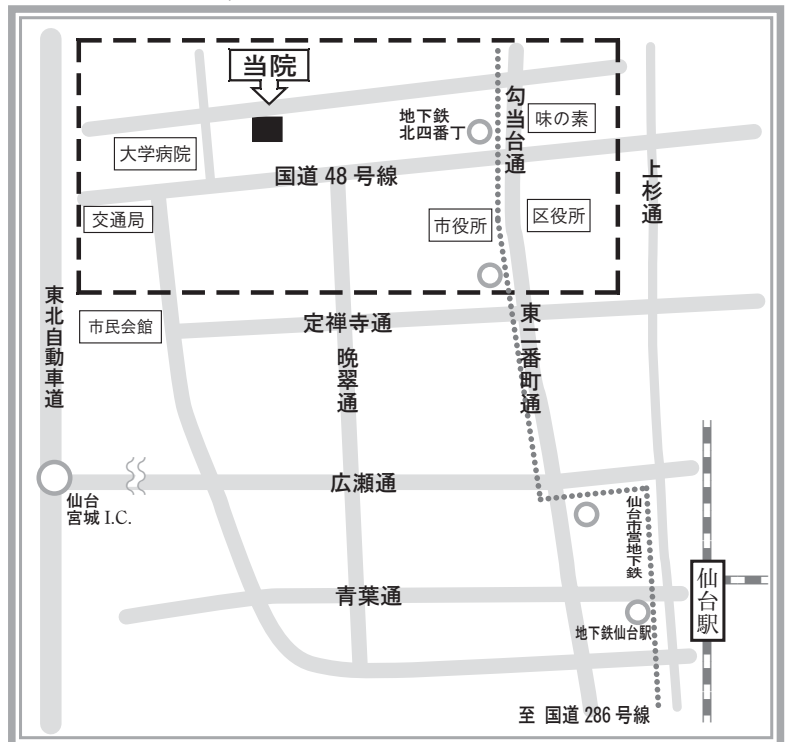 当院
地下鉄
北四番丁
勾当台通
味の素
大学病院
国道 48 号線
上杉通
交通局
市役所
区役所
東北自動車道
市民会館
定禅寺通
晩翠通
東二番町通
広瀬通
仙台
宮城 I.C.
仙台市営地下鉄
仙台駅
青葉通
地下鉄仙台駅
至 国道 286 号線